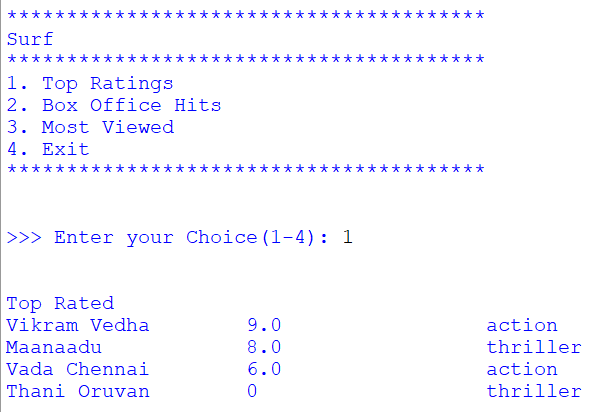 ****************************************
Surf
****************************************
1. Top Ratings
2. Box Office Hits
3. Most Viewed
4. Exit
****************************************
>>> Enter your Choice(1-4): 1
Top Rated
Vikram Vedha 9.0 action
Maanaadu 8.0 thriller
Vada Chennai 6.0 action
Thani Oruvan 0 thriller